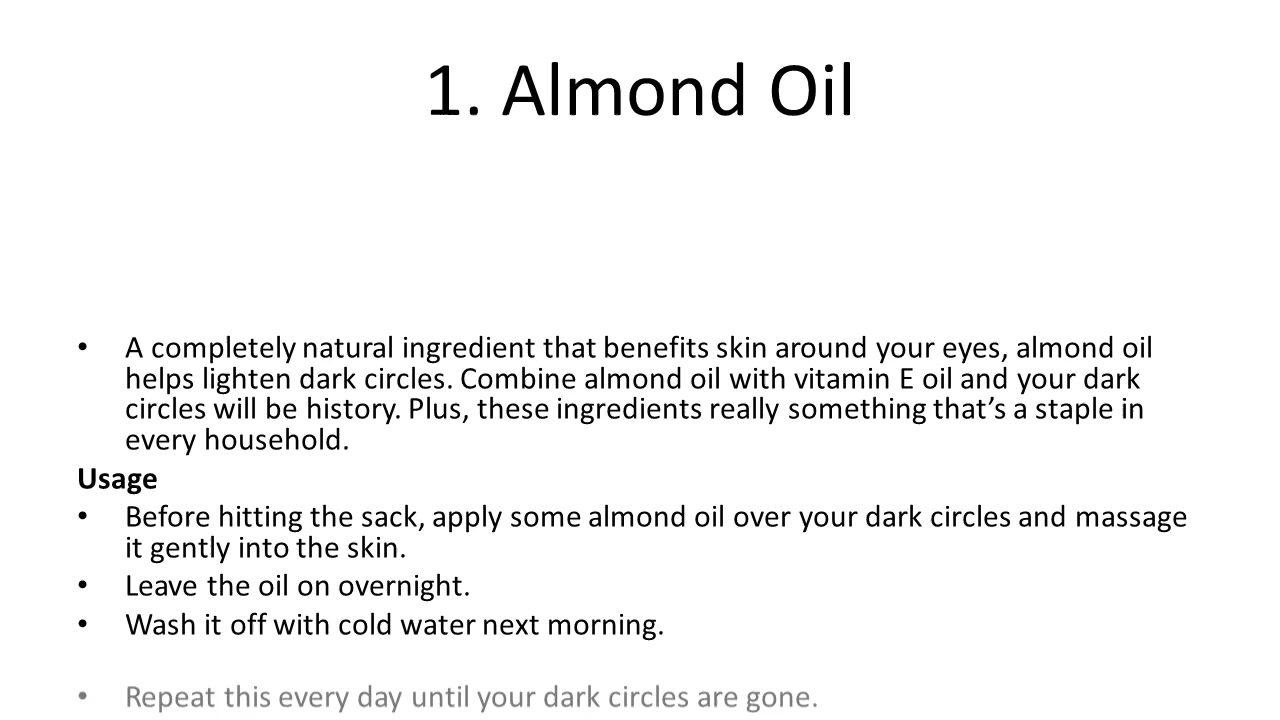 1. Almond Oil
• A completely natural ingredient that benefits skin around your eyes, almond oil
helps lighten dark circles. Combine almond oil with vitamin E oil and your dark
circles will be history. Plus, these ingredients really something that’s a staple in
every household.
Usage
• Before hitting the sack, apply some almond oil over your dark circles and massage
it gently into the skin.
• Leave the oil on overnight.
• Wash it off with cold water next morning.
• Repeat this every day until your dark circles are gone.